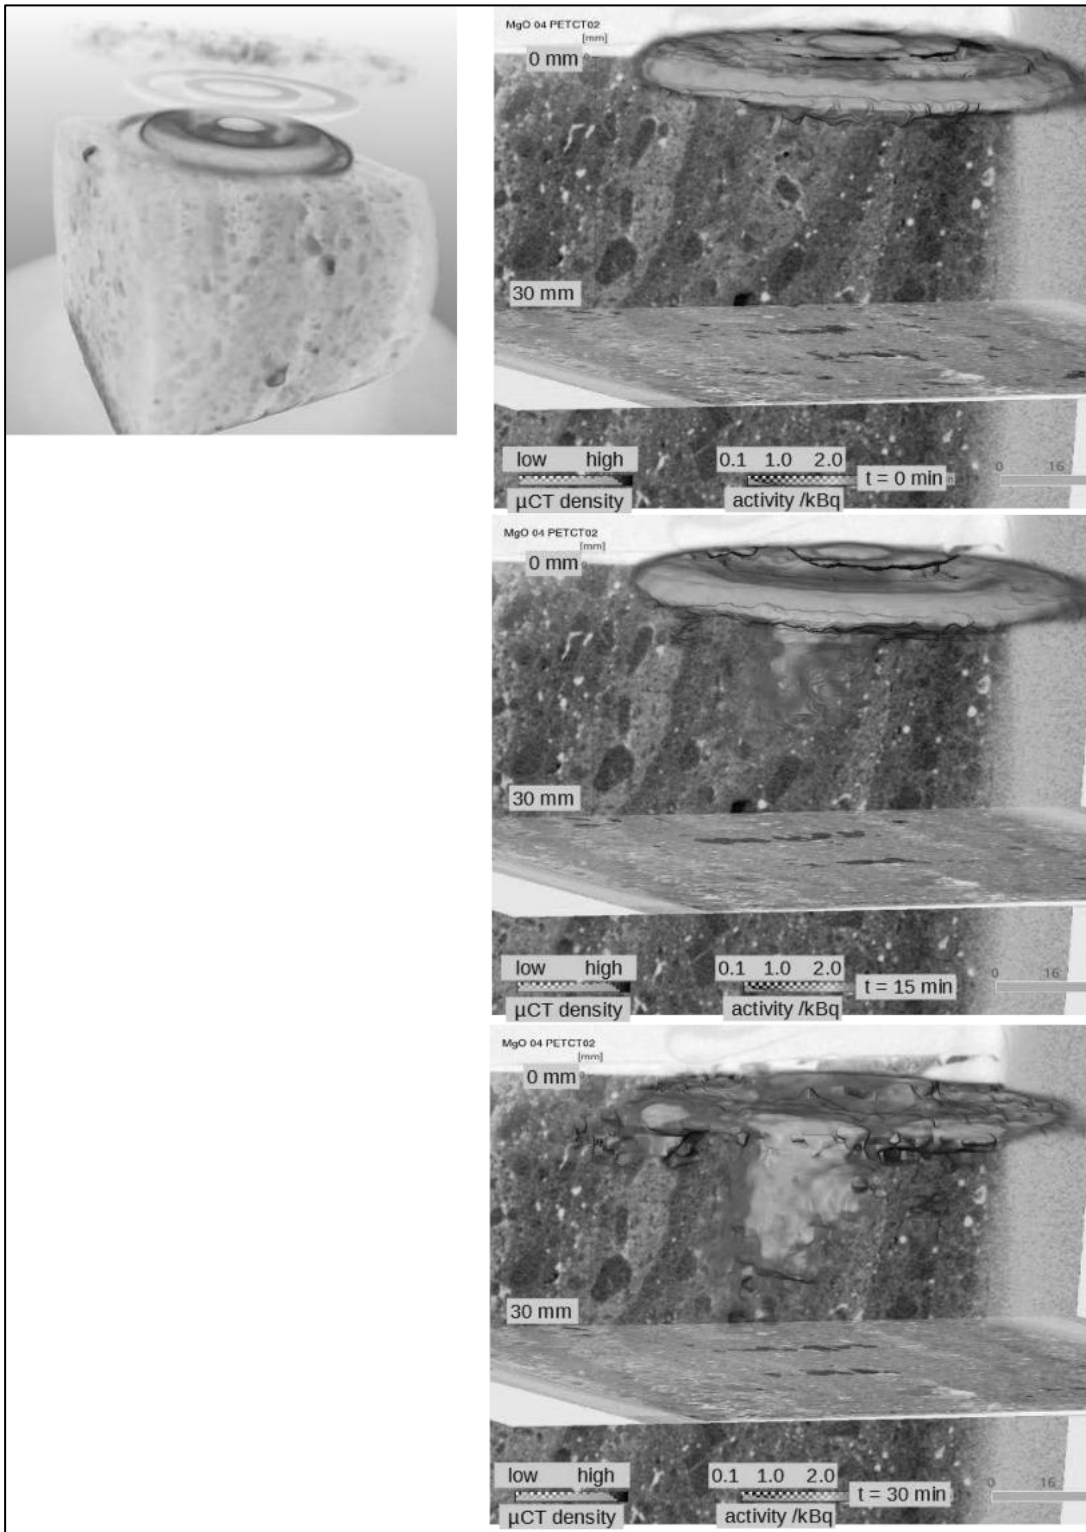 MgO 04 PETCT02
[mm]
0 mm
30 mm
low high 0.1 1.0 2.0 t = 0 min 0 16
µCT density activity /kBq
MgO 04 PETCT02
[mm]
0 mm
30 mm
low high 0.1 1.0 2.0 t = 15 min 0 16
µCT density activity /kBq
MgO 04 PETCT02
[mm]
0 mm
30 mm
low high 0.1 1.0 2.0 t = 30 min 0 16
µCT density activity /kBq